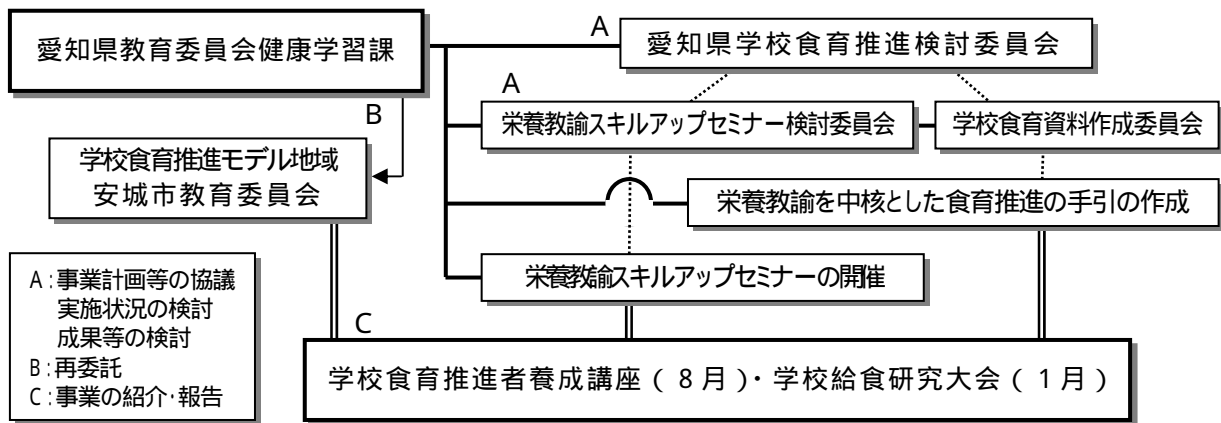 愛知県教育委員会健康学習課
A
愛知県学校食育推進検討委員会
A
B
栄養教諭スキルアップセミナー検討委員会
学校食育資料作成委員会
学校食育推進モデル地域
安城市教育委員会
栄養教諭を中核とした食育推進の手引の作成
栄養教諭スキルアップセミナーの開催
A:事業計画等の協議
実施状況の検討
成果等の検討
B:再委託
C:事業の紹介・報告
C
学校食育推進者養成講座(8月)・学校給食研究大会(1月)